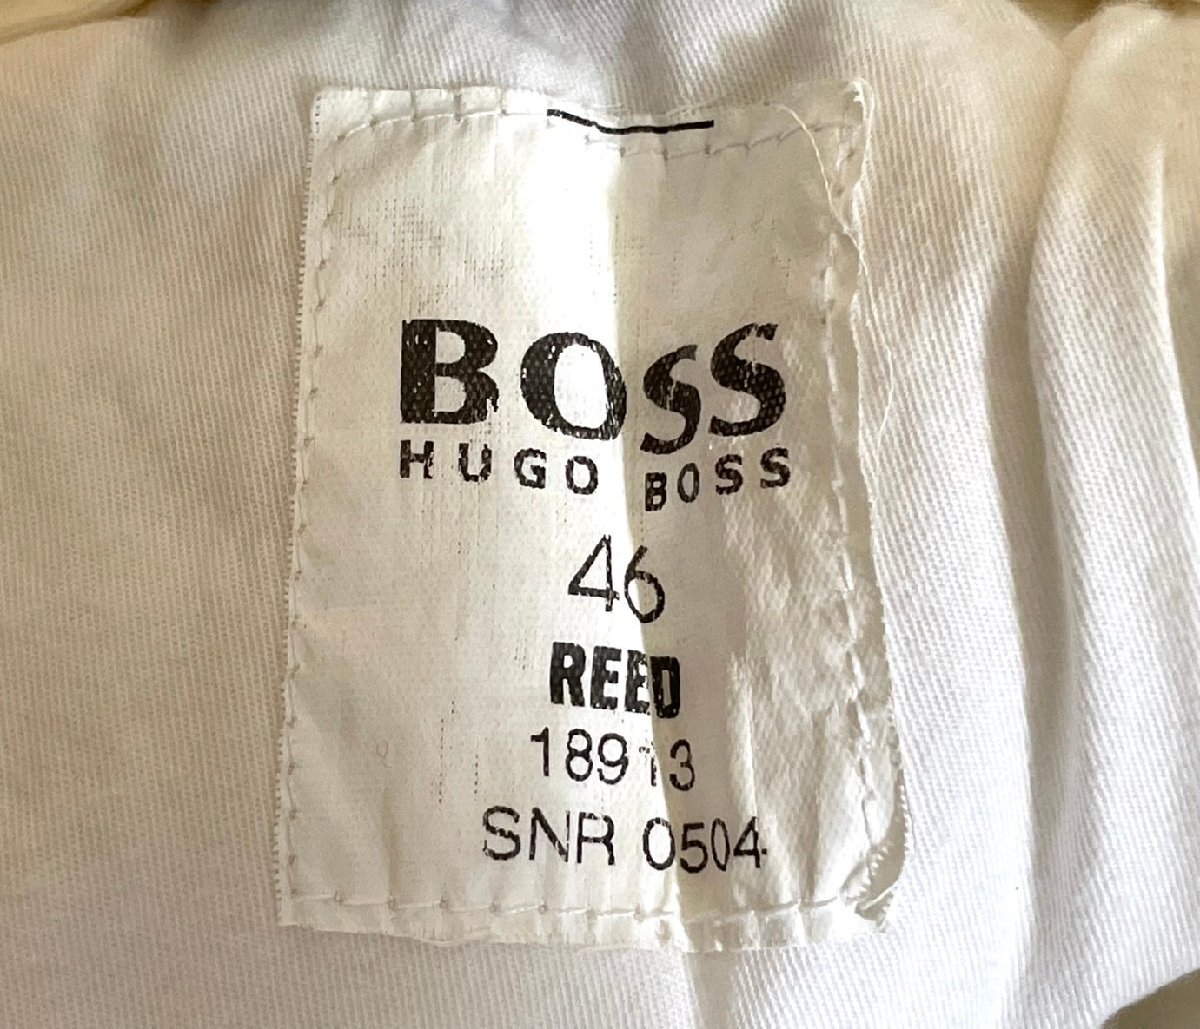 BOSS
HUGO BOSS
46
REED
18913
SNR 0504